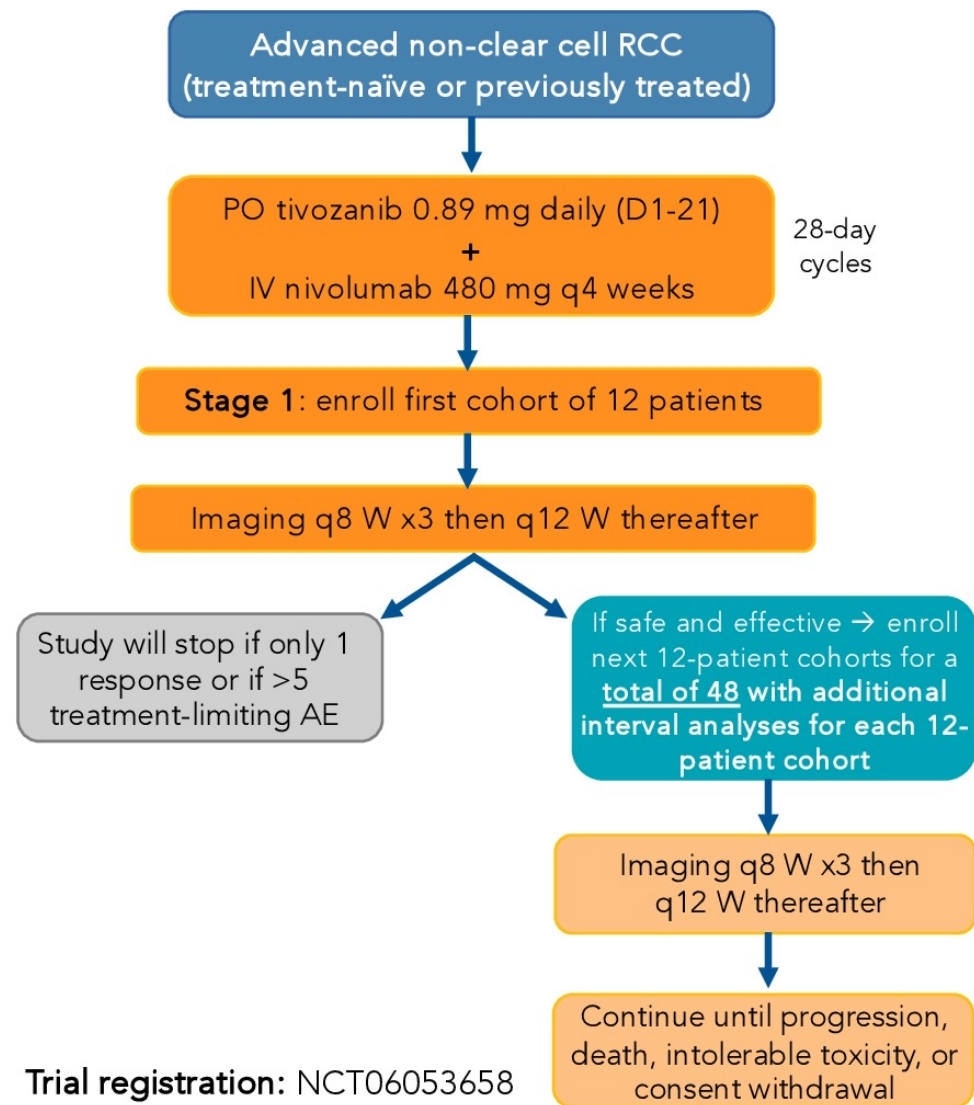 Advanced non-clear cell RCC
(treatment-naïve or previously treated)
PO tivozanib 0.89 mg daily (D1-21)
+
IV nivolumab 480 mg q4 weeks
28-day
cycles
Stage 1: enroll first cohort of 12 patients
Imaging q8 W x3 then q12 W thereafter
Study will stop if only 1
response or if >5
treatment-limiting AE
If safe and effective → enroll
next 12-patient cohorts for a
total of 48 with additional
interval analyses for each 12-
patient cohort
Imaging q8 W x3 then
q12 W thereafter
Continue until progression,
death, intolerable toxicity, or
consent withdrawal
Trial registration: NCT06053658